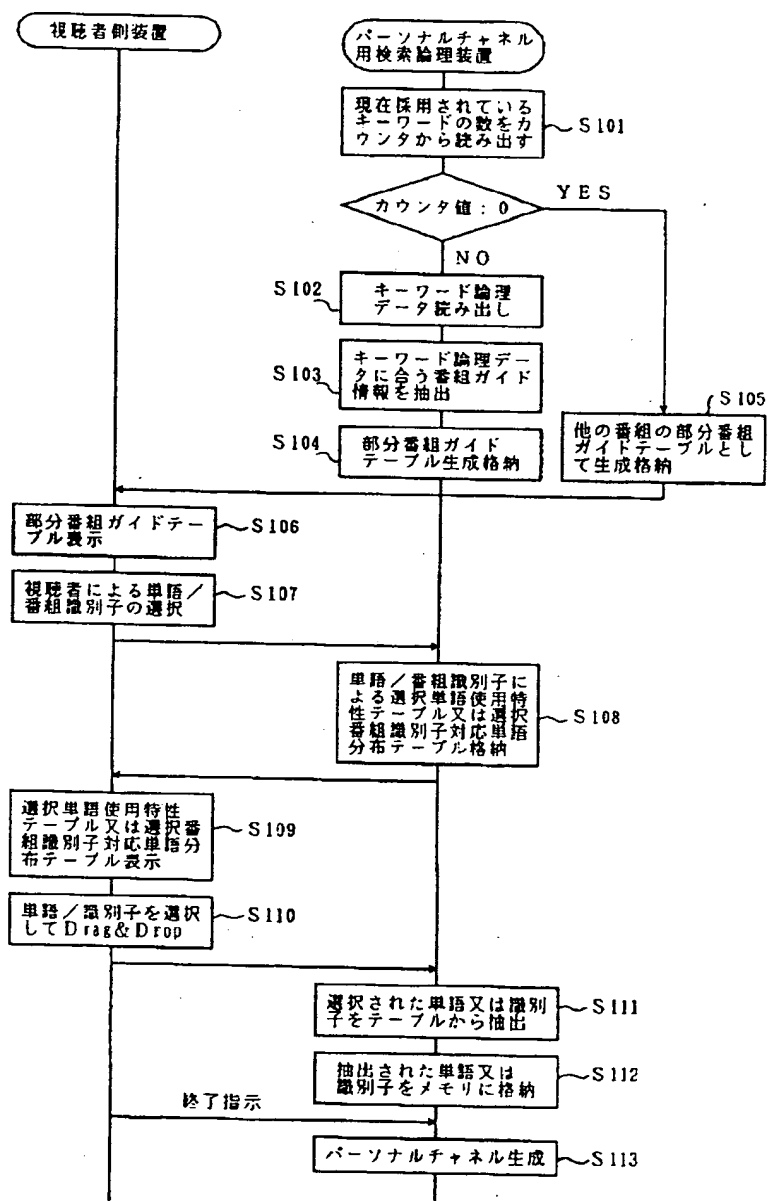 視聴者側装置
パーソナルチャネル
用検索論理装置
現在採用されている
キーワードの数をカ
ウンタから読み出す
S101
カウンタ値：0
YES
NO
S102
キーワード論理
データ読み出し
S103
キーワード論理デー
タに合う番組ガイド
情報を抽出
S104
部分番組ガイド
テーブル生成格納
S105
他の番組の部分番組
ガイドテーブルとし
て生成格納
部分番組ガイドテー
ブル表示
S106
視聴者による単語／
番組識別子の選択
S107
単語／番組識別子に
よる選択単語使用特
性テーブル又は選択
番組識別子対応単語
分布テーブル格納
S108
選択単語使用特性
テーブル又は選択番
組識別子対応単語分
布テーブル表示
S109
単語／識別子を選択
してDrag&Drop
S110
選択された単語又は識別
子をテーブルから抽出
S111
抽出された単語又は
識別子をメモリに格納
S112
終了指示
パーソナルチャネル生成
S113